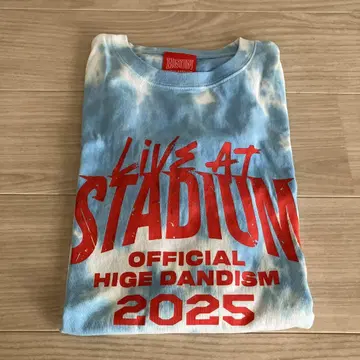 LiVE AT
STADIUM
OFFICIAL
HIGE DANDISM
2025